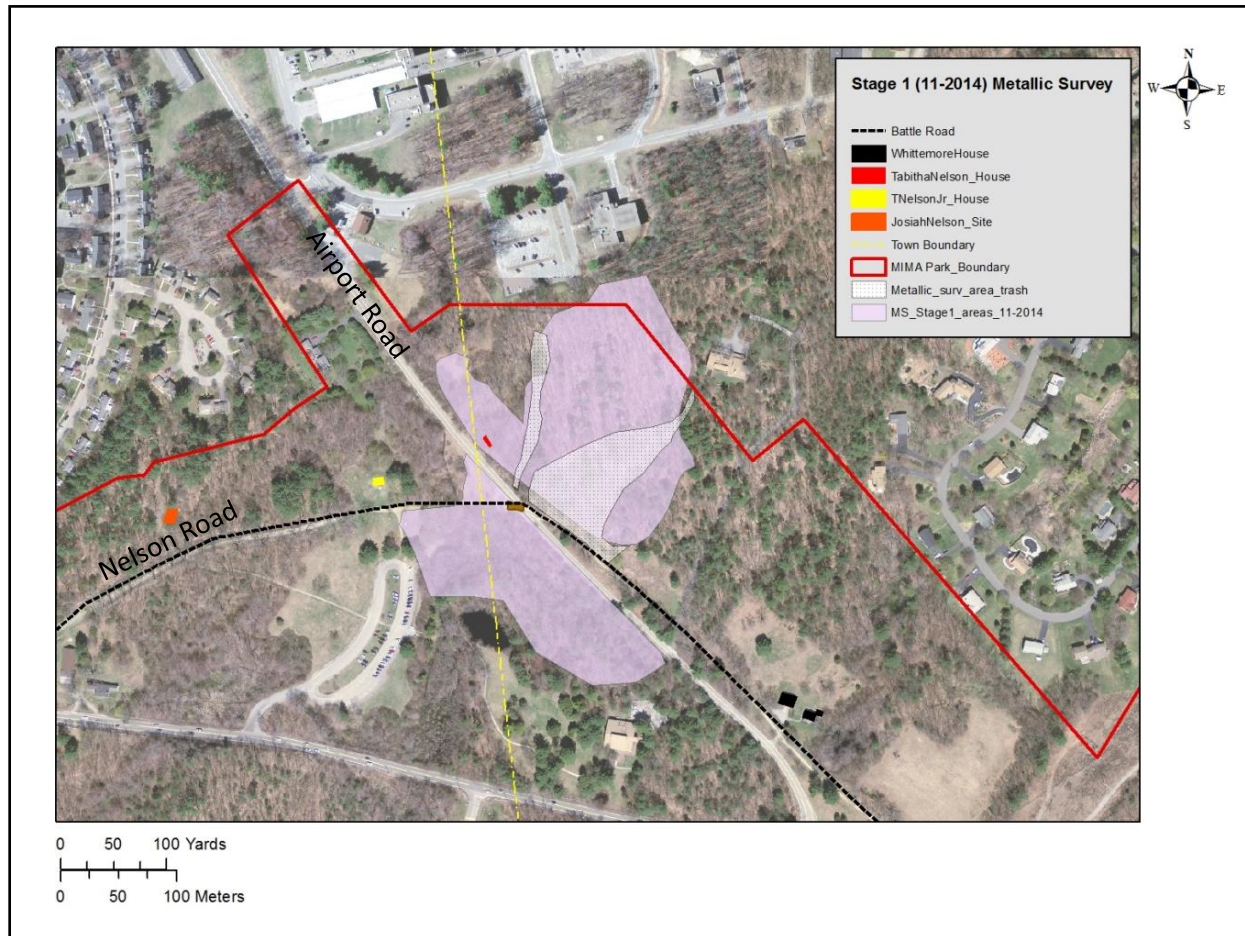 N
W E
S
Stage 1 (11-2014) Metallic Survey
Battle Road
WhittemoreHouse
TabithaNelson_House
TNelsonJr_House
JosiahNelson_Site
Town Boundary
MIMA Park_Boundary
Metallic_surv_area_trash
MS_Stage1_areas_11-2014
Airport Road
Nelson Road
0 50 100 Yards
0 50 100 Meters